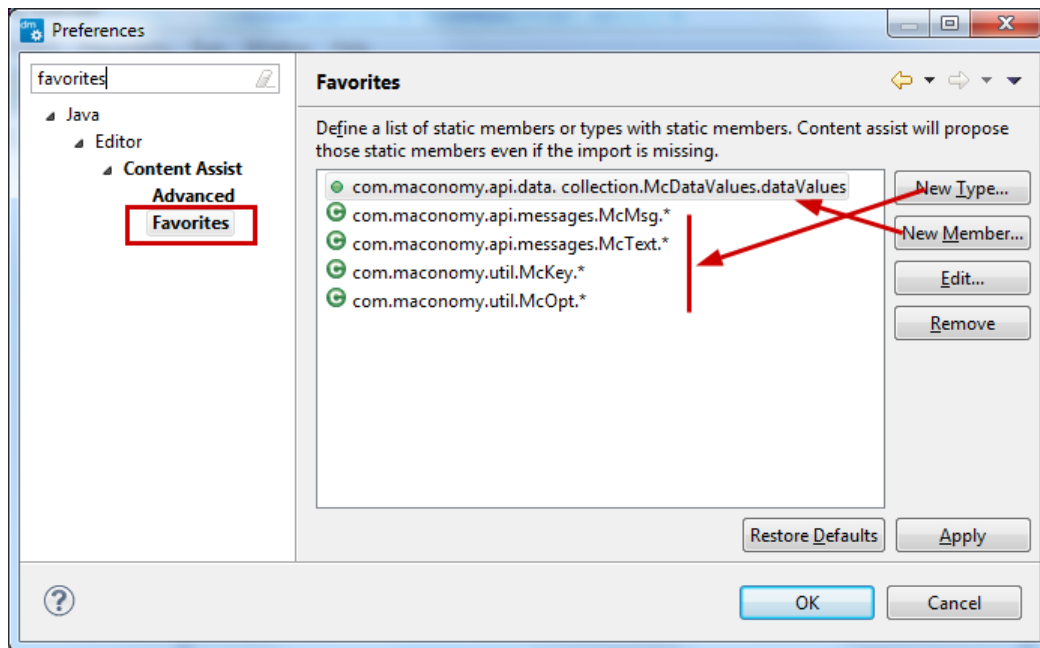 dm
Preferences
favorites
Java
Editor
Content Assist
Advanced
Favorites
Favorites
Define a list of static members or types with static members. Content assist will propose
those static members even if the import is missing.
com.maconomy.api.data. collection.McDataValues.dataValues
com.maconomy.api.messages.McMsg.*
com.maconomy.api.messages.McText.*
com.maconomy.util.McKey.*
com.maconomy.util.McOpt.*
New Type...
New Member...
Edit...
Remove
Restore Defaults
Apply
OK
Cancel